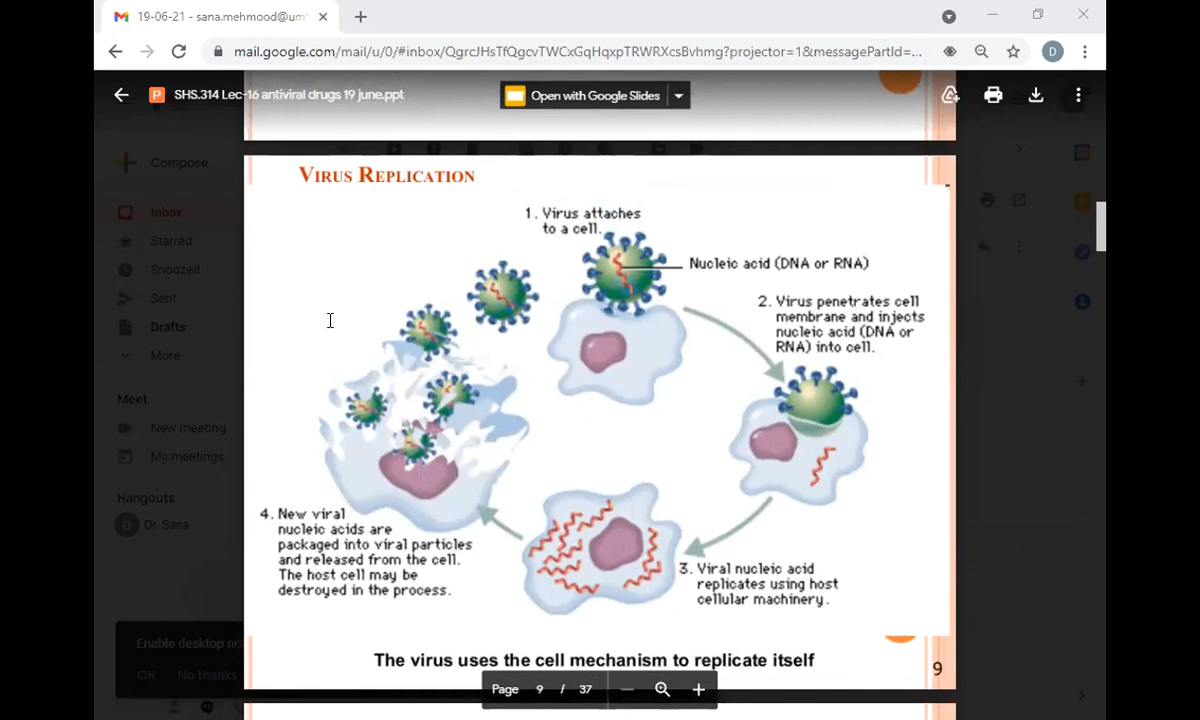 19-06-21 - sana.mehmood@um
mail.google.com/mail/u/0/#inbox/QgrcJHsTfQgcvTWCxGqHqxpTRWRXcsBvhmg?projector=1&messagePartId=...
D
P
SHS.314 Lec-16 antiviral drugs 19 june.ppt
Open with Google Slides
Compose
Inbox
Starred
Snoozed
Sent
Drafts
More
Meet
New meeting
My meetings
Hangouts
D
Dr. Sana
Enable desktop no
OK
No thanks
VIRUS REPLICATION
1. Virus attaches
to a cell.
Nucleic acid (DNA or RNA)
2. Virus penetrates cell
membrane and injects
nucleic acid (DNA or
RNA) into cell.
3. Viral nucleic acid
replicates using host
cellular machinery.
4. New viral
nucleic acids are
packaged into viral particles
and released from the cell.
The host cell may be
destroyed in the process.
The virus uses the cell mechanism to replicate itself
9
Page 9 / 37